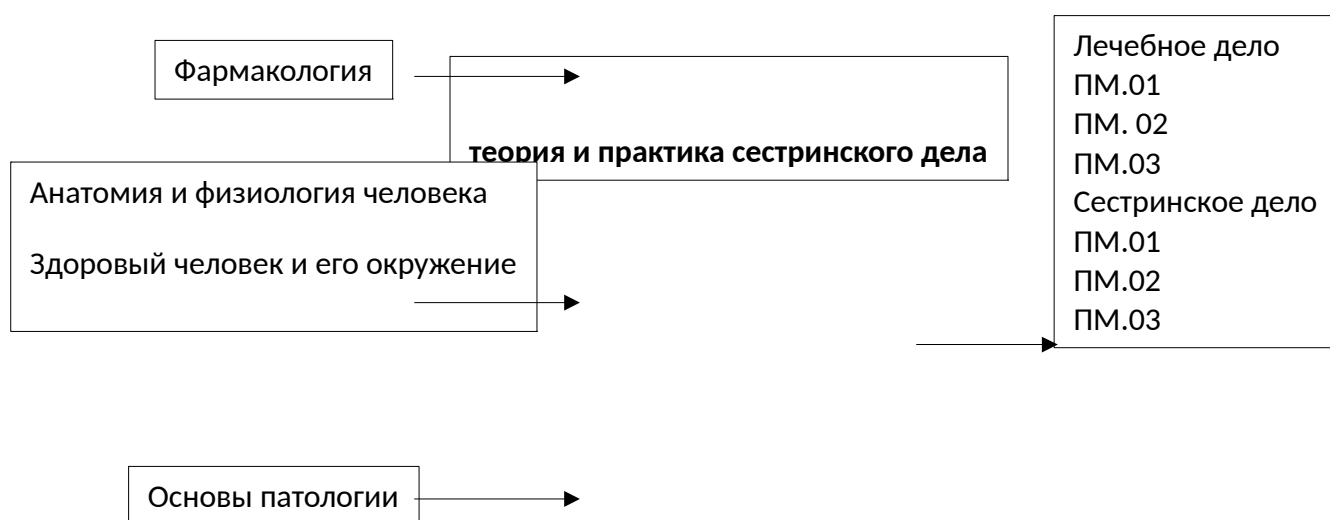 Фармакология
теория и практика сестринского дела
Анатомия и физиология человека
Здоровый человек и его окружение
Основы патологии
Лечебное дело
ПМ.01
ПМ. 02
ПМ.03
Сестринское дело
ПМ.01
ПМ.02
ПМ.03